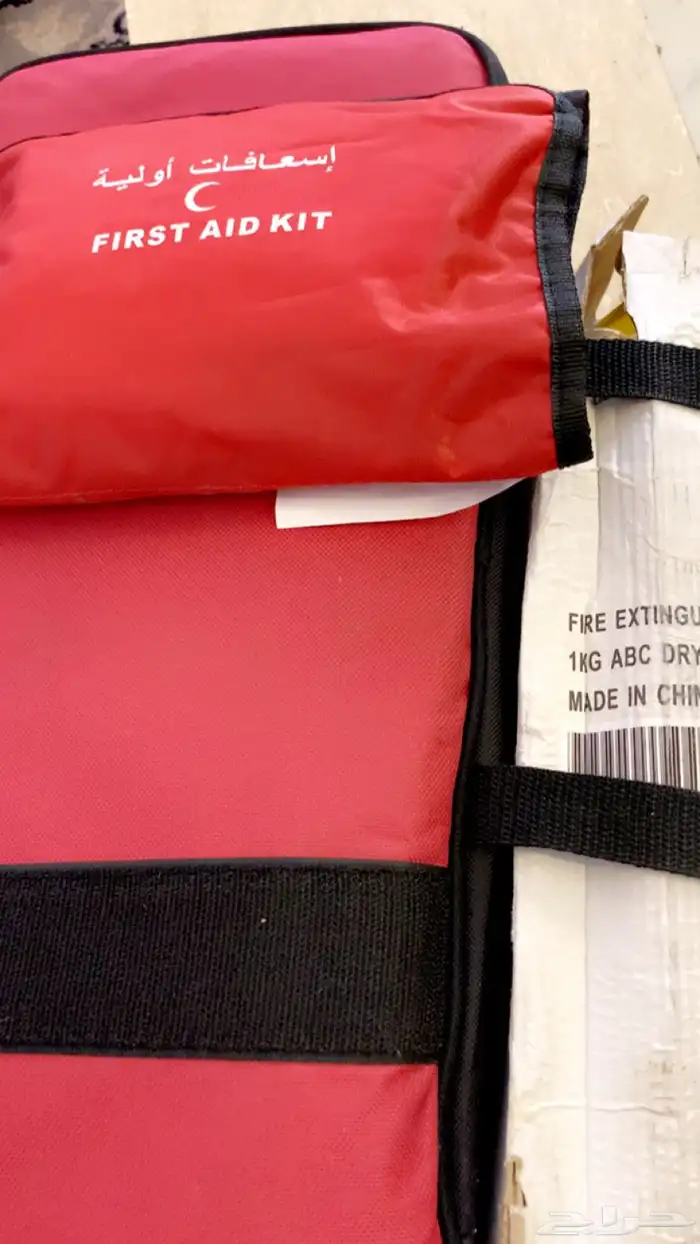 إسعافات أولية
FIRST AID KIT
FIRE EXTINGU
1KG ABC DRY
MADE IN CHIN
حراج